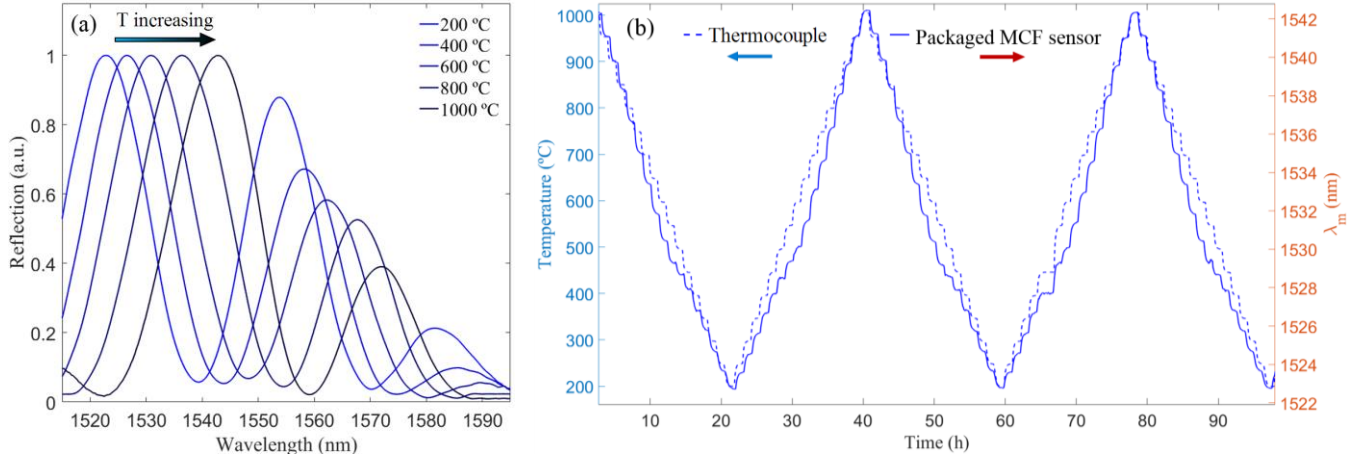 (a)
T increasing
200 ºC
400 ºC
600 ºC
800 ºC
1000 ºC
1
0.8
0.6
0.4
0.2
0
Reflection (a.u.)
1520 1530 1540 1550 1560 1570 1580 1590
Wavelength (nm)
(b)
Thermocouple
Packaged MCF sensor
1000
900
800
700
600
500
400
300
200
Temperature (ºC)
1542
1540
1538
1536
1534
1532
1530
1528
1526
1524
1522
λm (nm)
10 20 30 40 50 60 70 80 90
Time (h)